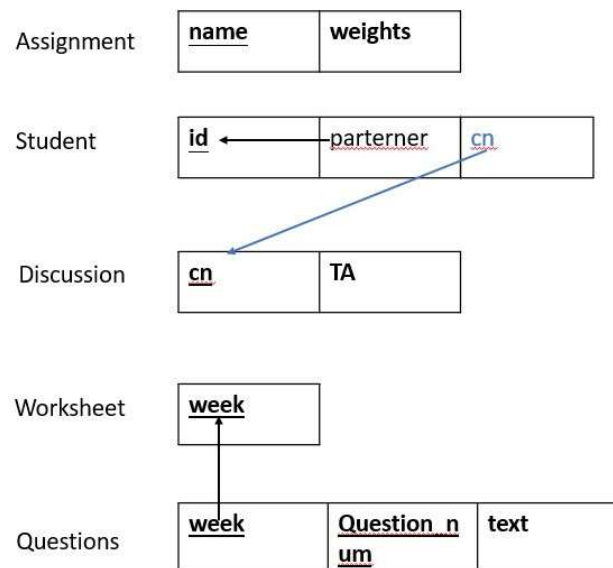 Assignment name weights
Student id parterner cn
Discussion cn TA
Worksheet week
Questions week Question_n text
um